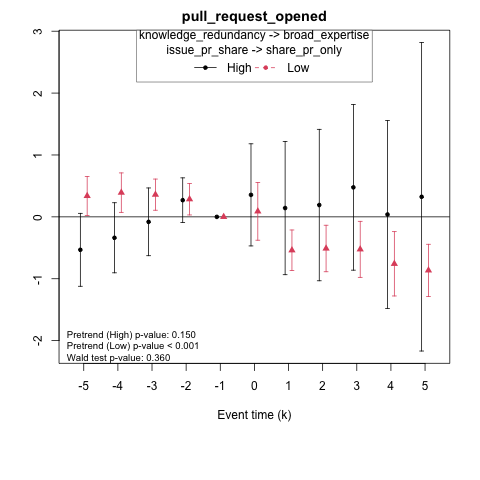 pull_request_opened
knowledge_redundancy -> broad_expertise
issue_pr_share -> share_pr_only
High Low
3
2
1
0
-1
-2
Pretrend (High) p-value: 0.150
Pretrend (Low) p-value < 0.001
Wald test p-value: 0.360
-5 -4 -3 -2 -1 0 1 2 3 4 5
Event time (k)